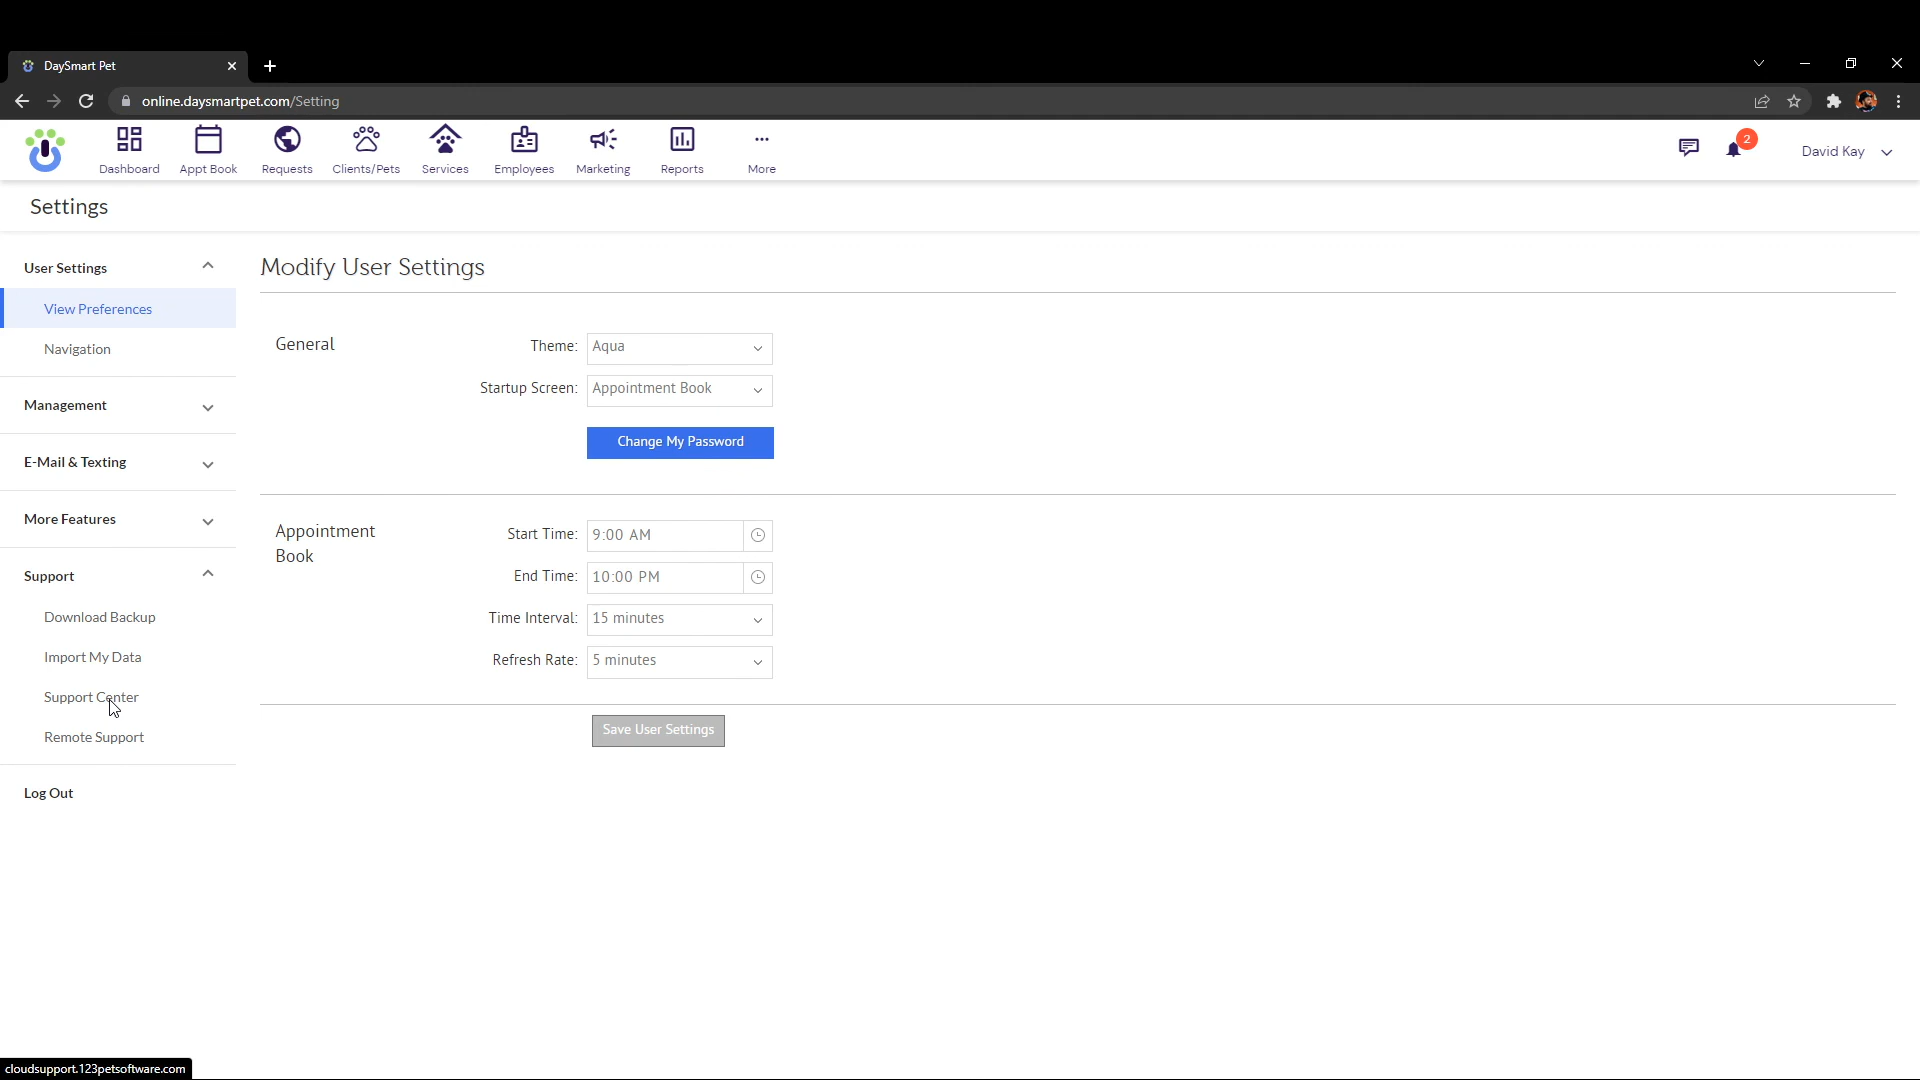 DaySmart Pet
online.daysmartpet.com/Setting
Dashboard
Appt Book
Requests
Clients/Pets
Services
Employees
Marketing
Reports
More
2
David Kay
Settings
User Settings
View Preferences
Navigation
Management
E-Mail & Texting
More Features
Support
Download Backup
Import My Data
Support Center
Remote Support
Log Out
Modify User Settings
General
Theme: Aqua
Startup Screen: Appointment Book
Change My Password
Appointment
Book
Start Time: 9:00 AM
End Time: 10:00 PM
Time Interval: 15 minutes
Refresh Rate: 5 minutes
Save User Settings
cloudsupport.123petsoftware.com